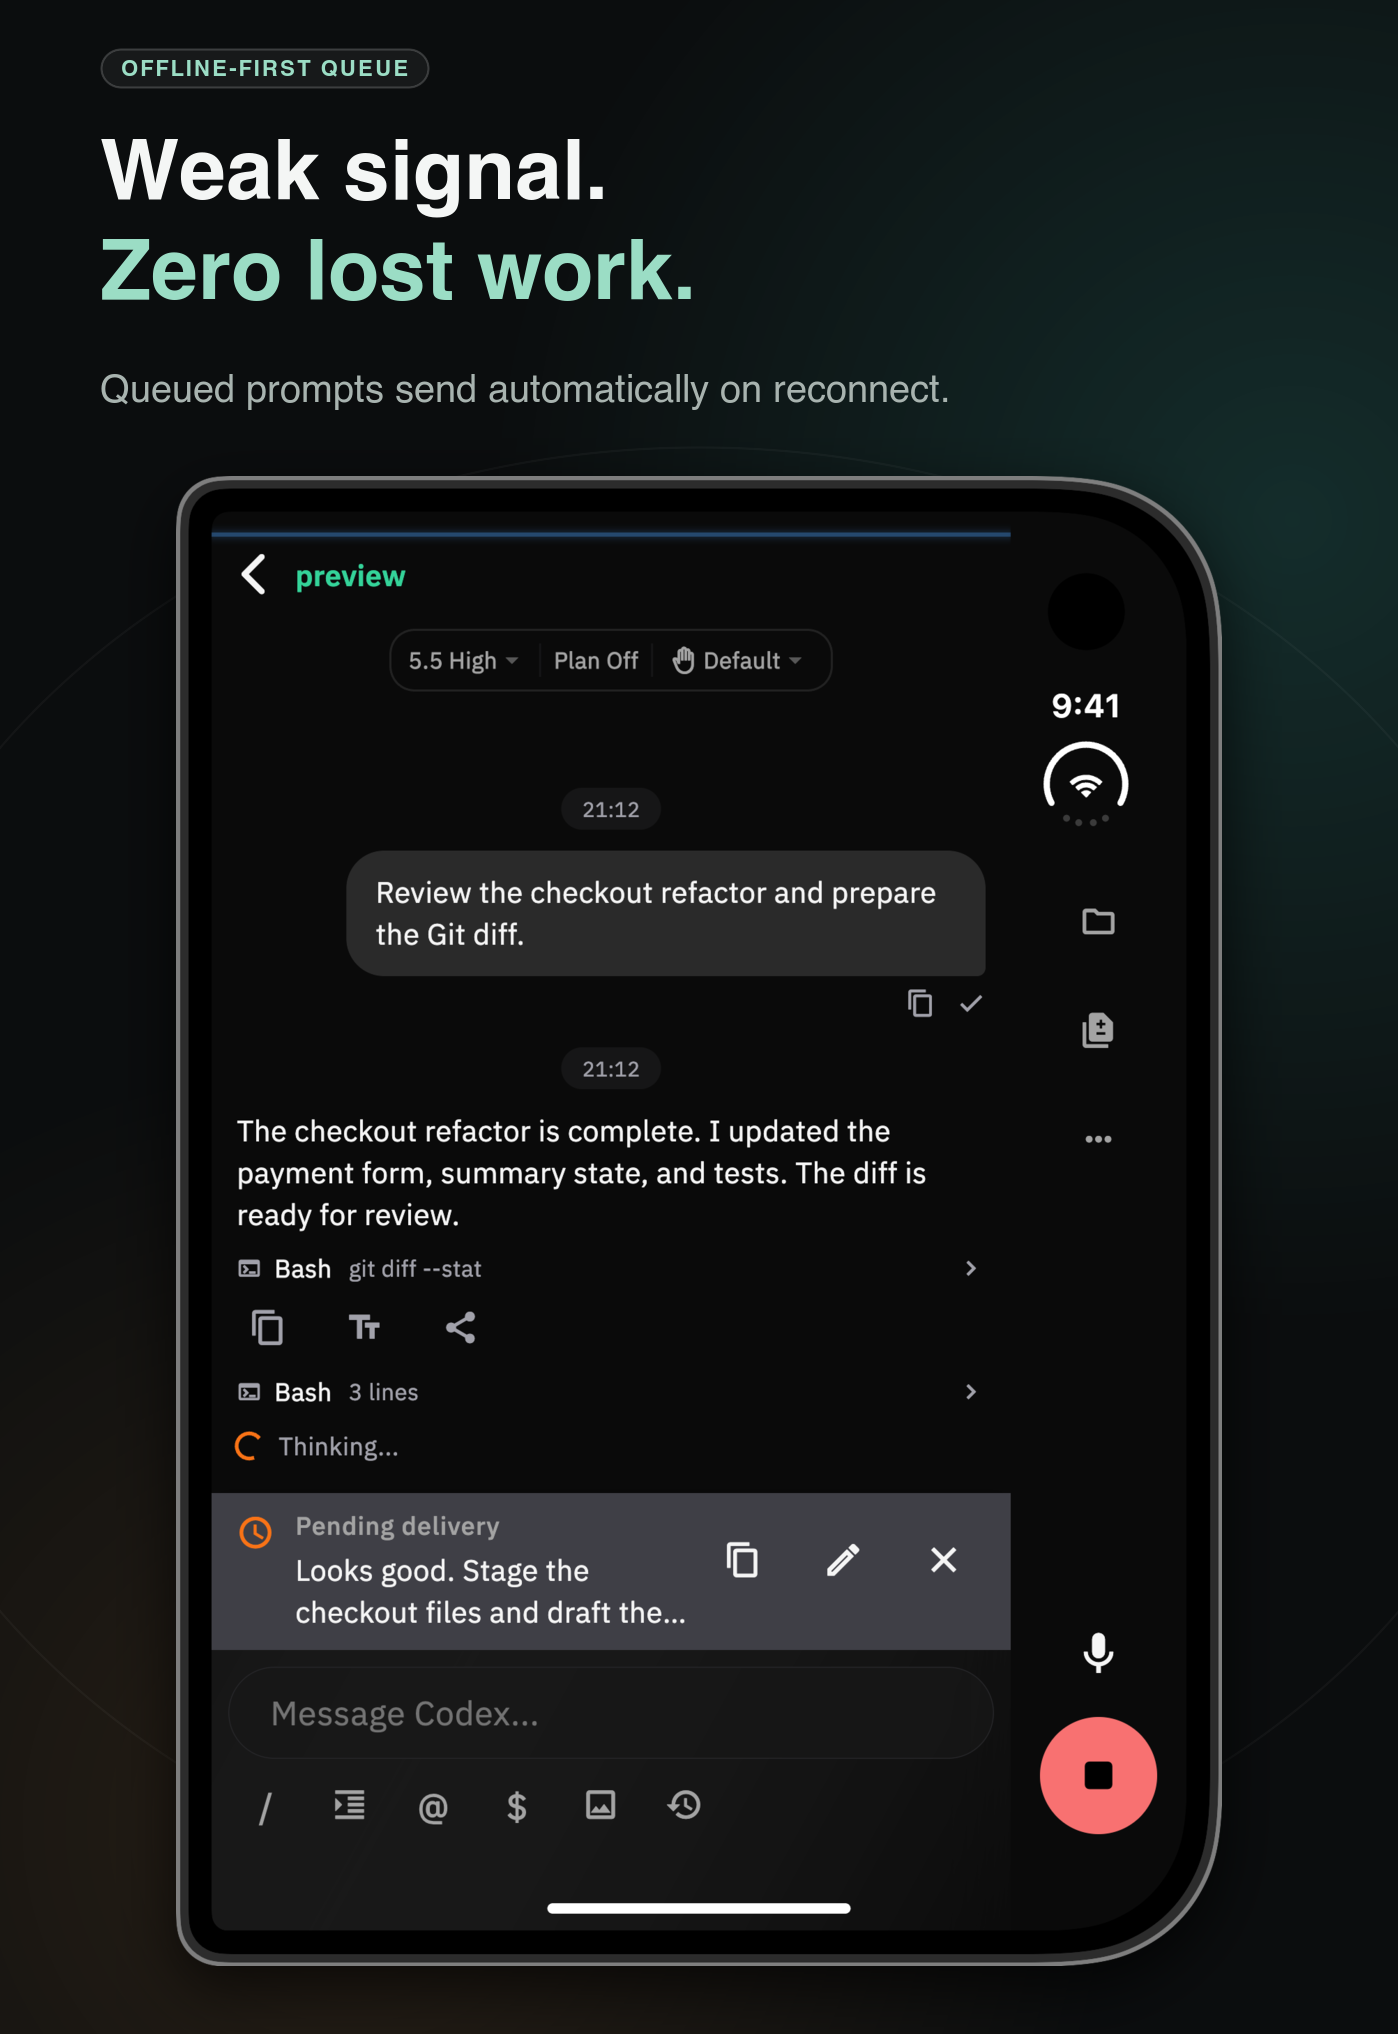 OFFLINE-FIRST QUEUE
Weak signal.
Zero lost work.
Queued prompts send automatically on reconnect.
preview
5.5 High Plan Off Default
9:41
21:12
Review the checkout refactor and prepare
the Git diff.
21:12
The checkout refactor is complete. I updated the
payment form, summary state, and tests. The diff is
ready for review.
Bash git diff --stat
Bash 3 lines
Thinking...
Pending delivery
Looks good. Stage the
checkout files and draft the...
Message Codex...
/ @ $